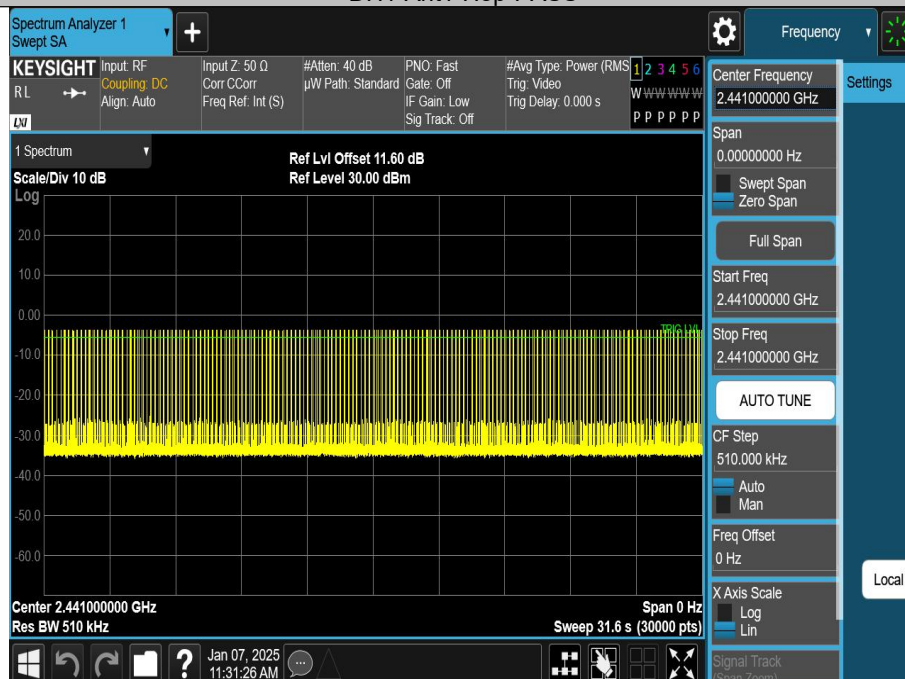 Spectrum Analyzer 1
Swept SA
+
Frequency
KEYSIGHT
RL
LXI
Input: RF
Coupling: DC
Align: Auto
Input Z: 50 Ω
Corr CCorr
Freq Ref: Int (S)
#Atten: 40 dB
µW Path: Standard
PNO: Fast
Gate: Off
IF Gain: Low
Sig Track: Off
#Avg Type: Power (RMS
Trig: Video
Trig Delay: 0.000 s
1 2 3 4 5 6
W W W W W W
P P P P P P
1 Spectrum
Scale/Div 10 dB
Log
Ref Lvl Offset 11.60 dB
Ref Level 30.00 dBm
20.0
10.0
0.00
-10.0
-20.0
-30.0
-40.0
-50.0
-60.0
TRIG LVL
Center 2.441000000 GHz
Res BW 510 kHz
Span 0 Hz
Sweep 31.6 s (30000 pts)
Center Frequency
2.441000000 GHz
Settings
Span
0.00000000 Hz
Swept Span
Zero Span
Full Span
Start Freq
2.441000000 GHz
Stop Freq
2.441000000 GHz
AUTO TUNE
CF Step
510.000 kHz
Auto
Man
Freq Offset
0 Hz
Local
X Axis Scale
Log
Lin
Signal Track
(Span Zoom)
?
Jan 07, 2025
11:31:26 AM